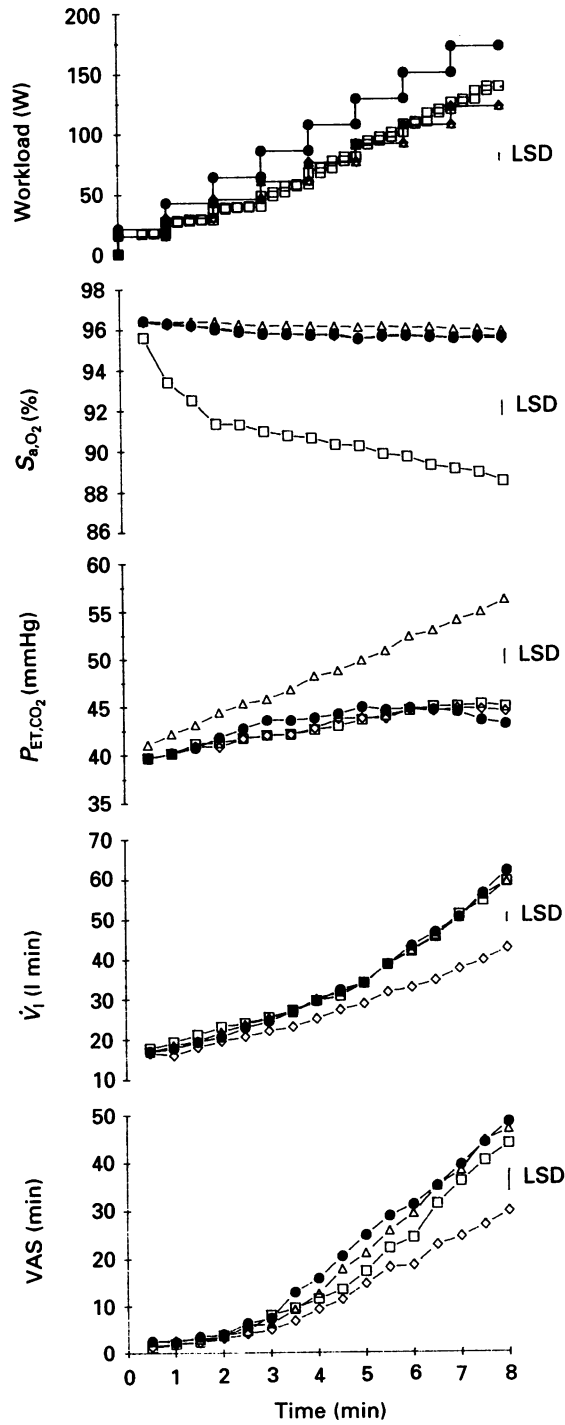 200
150
100
50
0
Workload (W)
LSD
98
96
94
92
90
88
86
Sa,O2 (%)
LSD
60
55
50
45
40
35
PET,CO2 (mmHg)
LSD
70
60
50
40
30
20
10
V̇I (l min)
LSD
50
40
30
20
10
0
VAS (min)
LSD
0 1 2 3 4 5 6 7 8
Time (min)